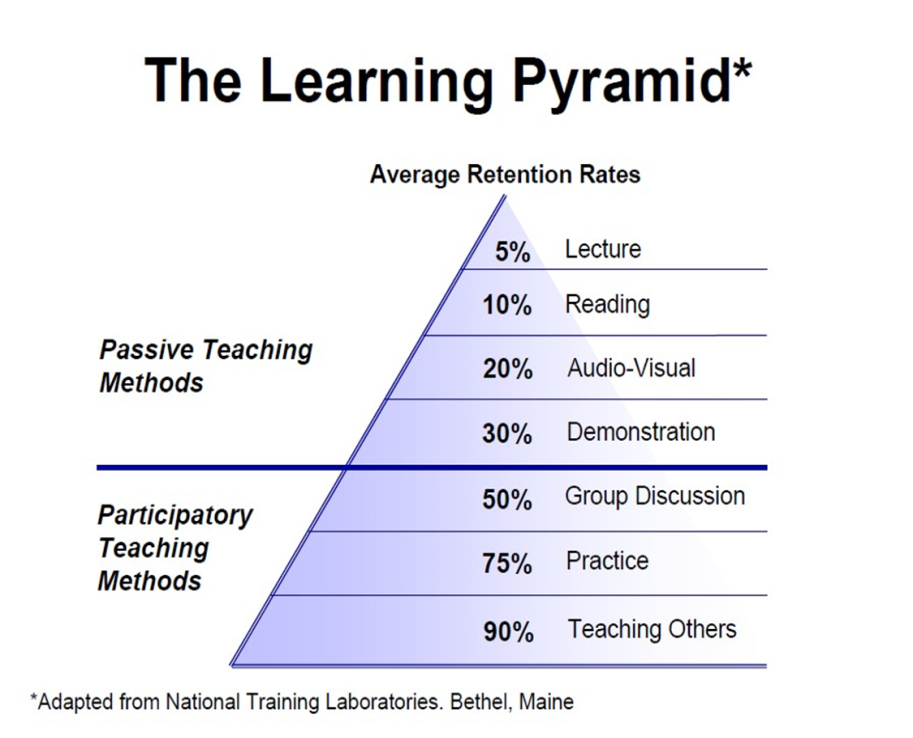 The Learning Pyramid*
Average Retention Rates
5% Lecture
10% Reading
Passive Teaching
Methods
20% Audio-Visual
30% Demonstration
50% Group Discussion
Participatory
Teaching
Methods
75% Practice
90% Teaching Others
*Adapted from National Training Laboratories. Bethel, Maine